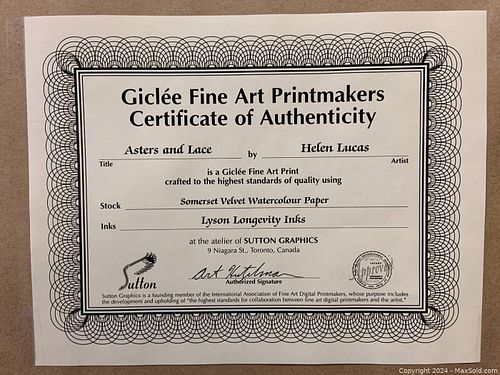 Giclée Fine Art Printmakers
Certificate of Authenticity
Asters and Lace by Helen Lucas
Title Artist
is a Giclée Fine Art Print
crafted to the highest standards of quality using
Stock Somerset Velvet Watercolour Paper
Inks Lyson Longevity Inks
at the atelier of SUTTON GRAPHICS
9 Niagara St., Toronto, Canada
Sutton
Authorized Signature
Approved
Sutton Graphics is a founding member of the International Association of Fine Art Digital Printmakers, whose purpose includes
the development and upholding of "the highest standards for collaboration between fine art digital printmakers and the artist."
Copyright 2024 - MaxSold.com